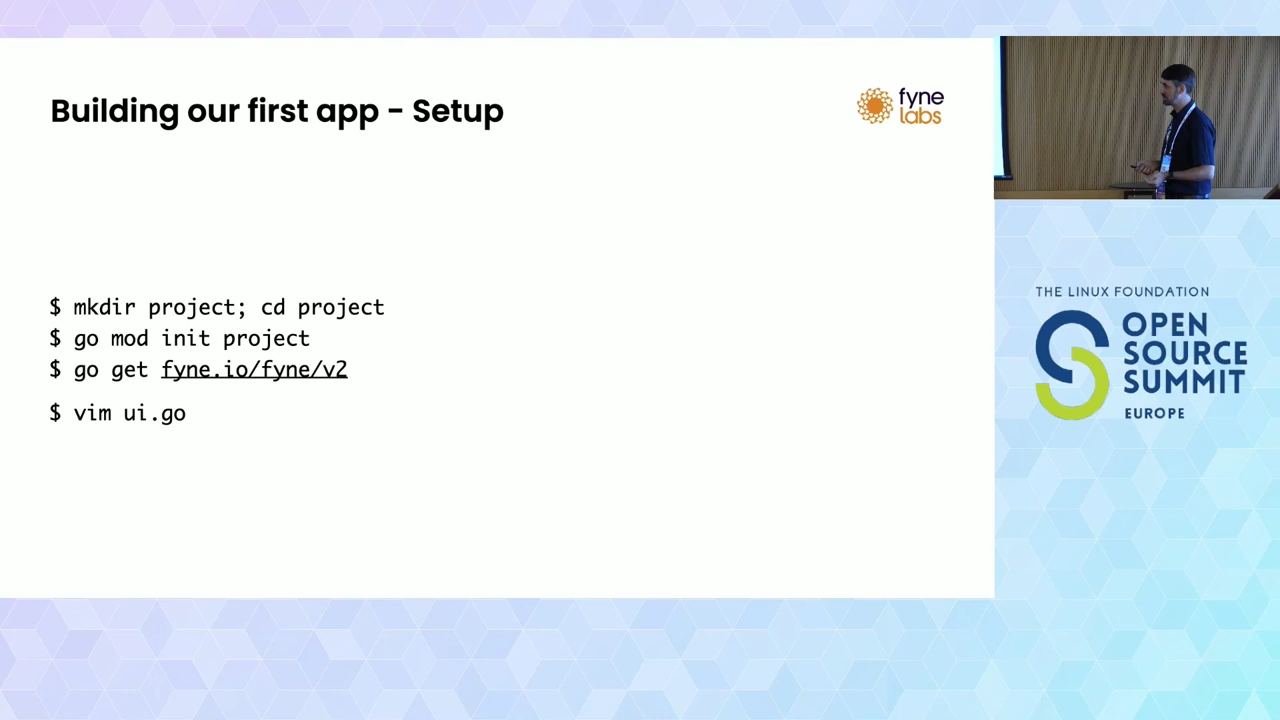 Building our first app - Setup
fyne
labs
$ mkdir project; cd project
$ go mod init project
$ go get fyne.io/fyne/v2
$ vim ui.go
THE LINUX FOUNDATION
OPEN
SOURCE
SUMMIT
EUROPE